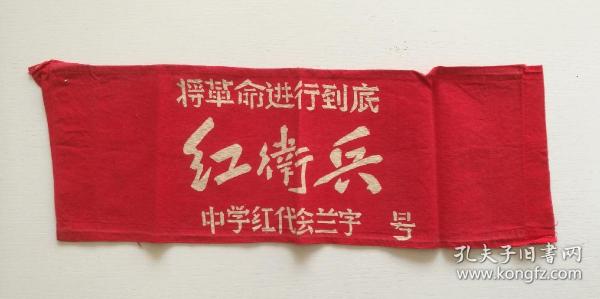 将革命进行到底
红衛兵
中学红代会兰字 号
孔夫子旧书网
www.kongfz.com